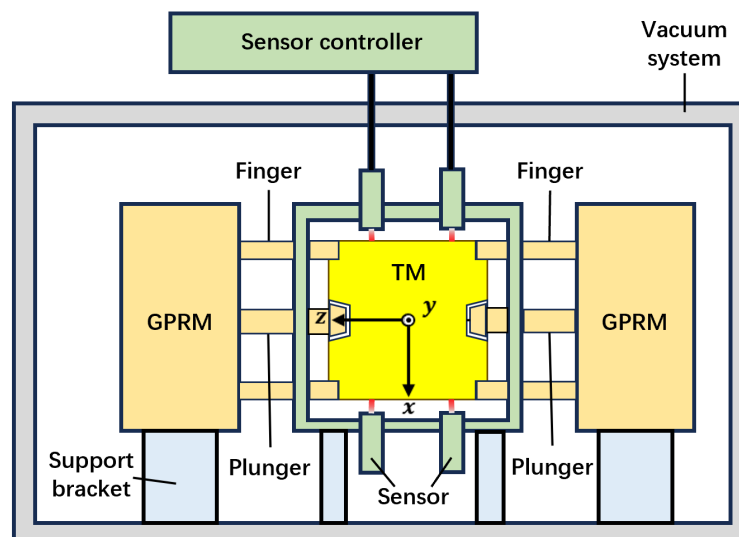 Sensor controller
Vacuum
system
Finger
Finger
TM
GPRM
z
y
GPRM
x
Support
bracket
Plunger
Sensor
Plunger